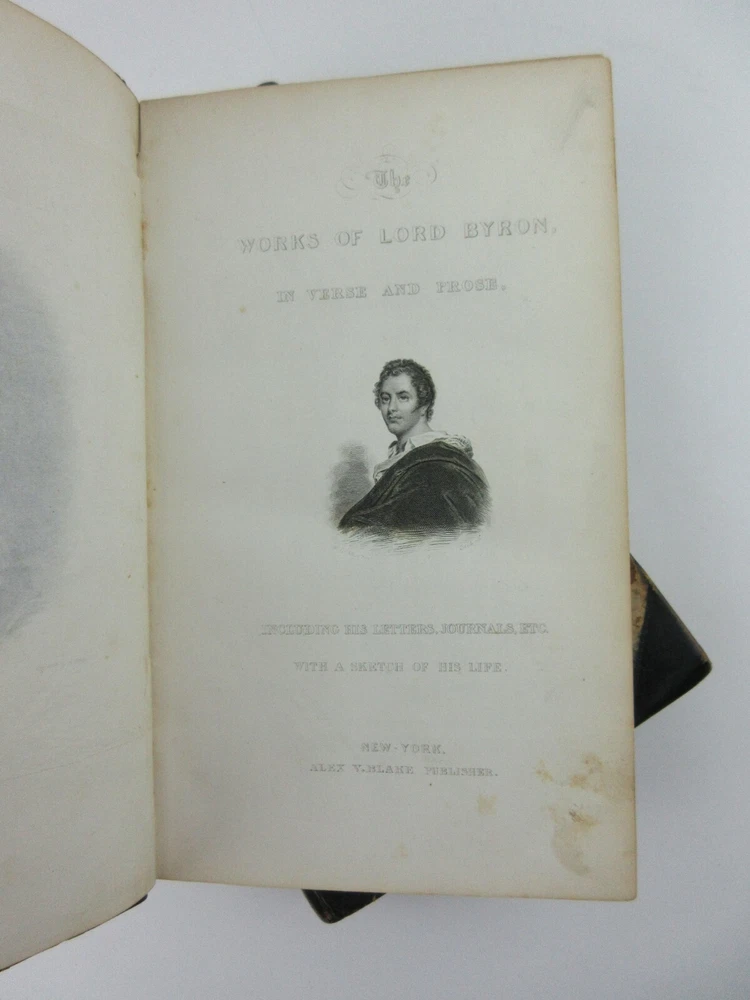 The
WORKS OF LORD BYRON,
IN VERSE AND PROSE,
INCLUDING HIS LETTERS, JOURNALS, ETC.
WITH A SKETCH OF HIS LIFE.
NEW-YORK,
ALEX V. BLAKE PUBLISHER.